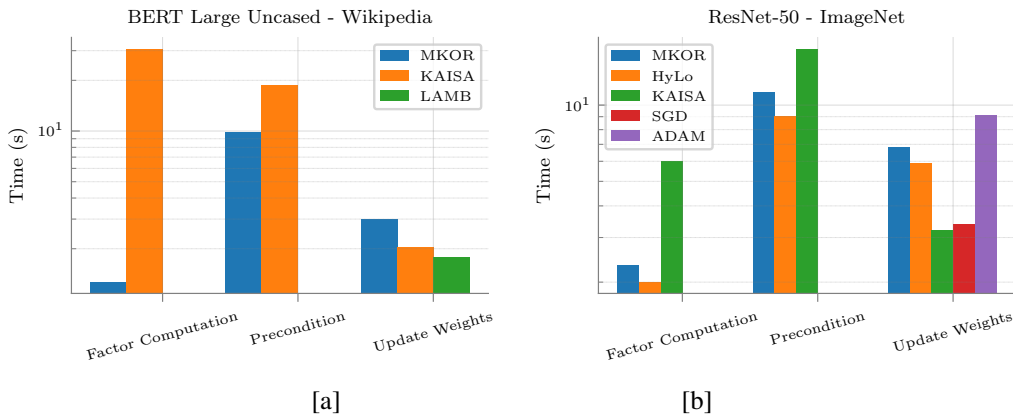 BERT Large Uncased - Wikipedia
Time (s)
10¹
MKOR
KAISA
LAMB
Factor Computation
Precondition
Update Weights
[a]
ResNet-50 - ImageNet
Time (s)
10¹
MKOR
HyLo
KAISA
SGD
ADAM
Factor Computation
Precondition
Update Weights
[b]